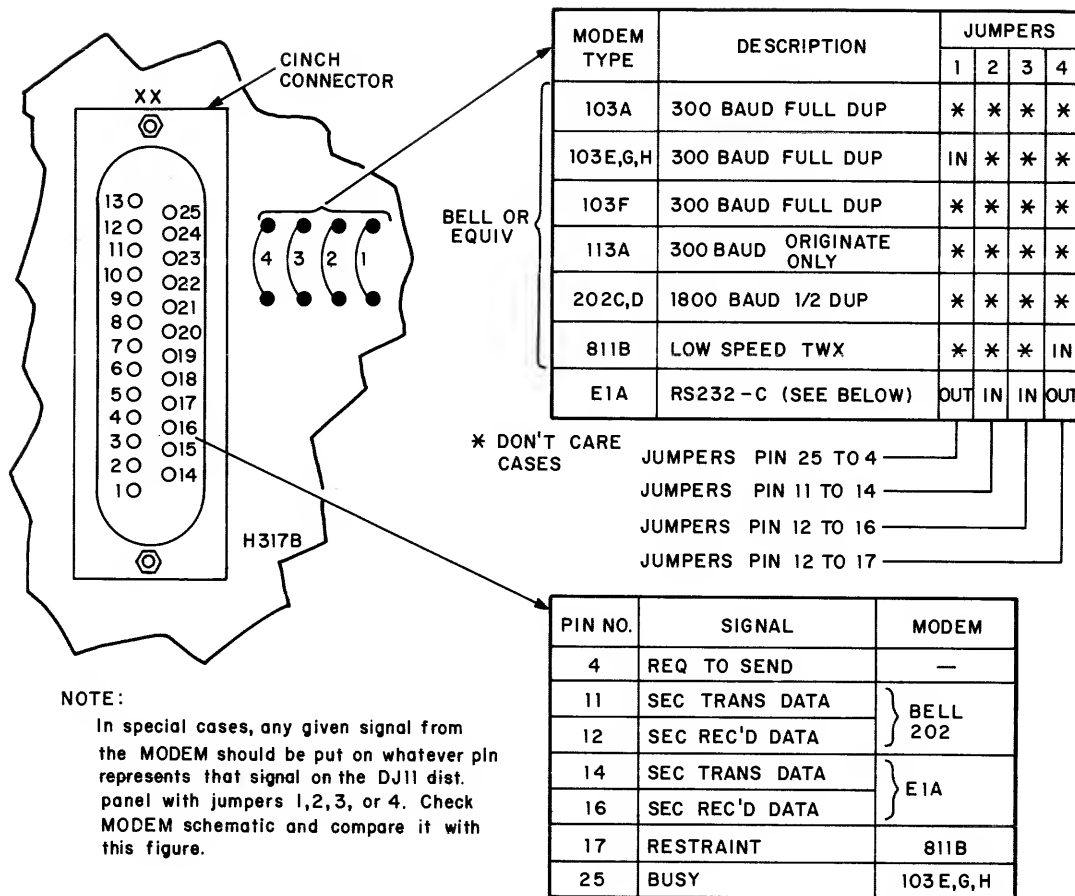 CINCH
CONNECTOR
XX
13 25
12 24
11 23
10 22
9 21
8 20
7 19
6 18
5 17
4 16
3 15
2 14
1
H317B
4 3 2 1
MODEM TYPE DESCRIPTION JUMPERS
1 2 3 4
BELL OR
EQUIV
103A 300 BAUD FULL DUP * * * *
103E,G,H 300 BAUD FULL DUP IN * * *
103F 300 BAUD FULL DUP * * * *
113A 300 BAUD ORIGINATE ONLY * * * *
202C,D 1800 BAUD 1/2 DUP * * * *
811B LOW SPEED TWX * * * IN
E1A RS232-C (SEE BELOW) OUT IN IN OUT
* DON'T CARE
CASES
JUMPERS PIN 25 TO 4
JUMPERS PIN 11 TO 14
JUMPERS PIN 12 TO 16
JUMPERS PIN 12 TO 17
PIN NO. SIGNAL MODEM
4 REQ TO SEND —
11 SEC TRANS DATA
12 SEC REC'D DATA
BELL
202
14 SEC TRANS DATA
16 SEC REC'D DATA
E1A
17 RESTRAINT 811B
25 BUSY 103E,G,H
NOTE:
In special cases, any given signal from
the MODEM should be put on whatever pin
represents that signal on the DJ11 dist.
panel with jumpers 1,2,3, or 4. Check
MODEM schematic and compare it with
this figure.